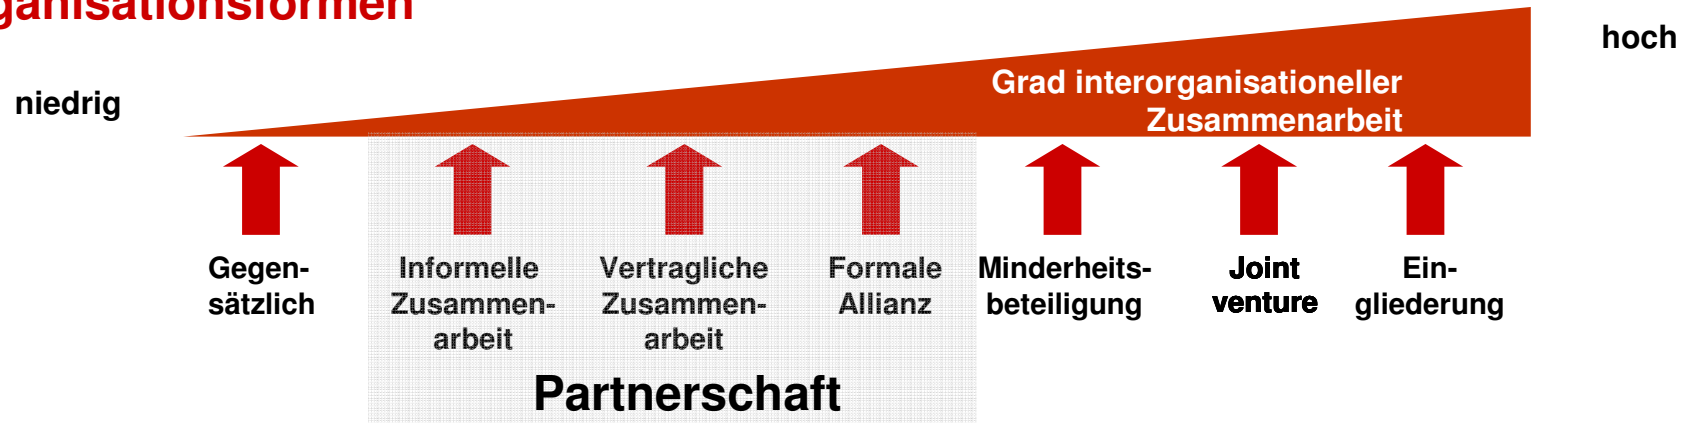 ganisationsformen
hoch
niedrig
Grad interorganisationeller
Zusammenarbeit
Gegen-
sätzlich
Informelle
Zusammen-
arbeit
Vertragliche
Zusammen-
arbeit
Formale
Allianz
Minderheits-
beteiligung
Joint
venture
Ein-
gliederung
Partnerschaft